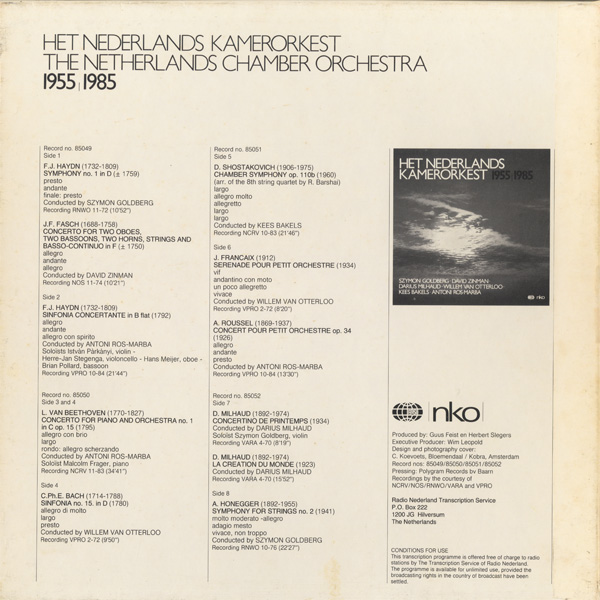 HET NEDERLANDS KAMERORKEST
THE NETHERLANDS CHAMBER ORCHESTRA
1955|1985
Record no. 85049
Side 1
F.J. HAYDN (1732-1809)
SYMPHONY no. 1 in D (± 1759)
presto
andante
finale: presto
Conducted by SZYMON GOLDBERG
Recording RNWO 11-72 (10'52")
J.F. FASCH (1688-1758)
CONCERTO FOR TWO OBOES,
TWO BASSOONS, TWO HORNS, STRINGS AND
BASSO-CONTINUO in F (± 1750)
allegro
andante
allegro
Conducted by DAVID ZINMAN
Recording NOS 11-74 (10'21")
Side 2
F.J. HAYDN (1732-1809)
SINFONIA CONCERTANTE in B flat (1792)
allegro
andante
allegro con spirito
Conducted by ANTONI ROS-MARBA
Soloists István Párkányi, violin -
Herre-Jan Stegenga, violoncello - Hans Meijer, oboe -
Brian Pollard, bassoon
Recording VPRO 10-84 (21'44")
Record no. 85050
Side 3 and 4
L. VAN BEETHOVEN (1770-1827)
CONCERTO FOR PIANO AND ORCHESTRA no. 1
in C op. 15 (1795)
allegro con brio
largo
rondo: allegro scherzando
Conducted by ANTONI ROS-MARBA
Soloist Malcolm Frager, piano
Recording NCRV 11-83 (34'41")
Side 4
C.Ph.E. BACH (1714-1788)
SINFONIA no. 15. in D (1780)
allegro di molto
largo
presto
Conducted by WILLEM VAN OTTERLOO
Recording VPRO 2-72 (9'50")
Record no. 85051
Side 5
D. SHOSTAKOVICH (1906-1975)
CHAMBER SYMPHONY op. 110b (1960)
(arr. of the 8th string quartet by R. Barshai)
largo
allegro molto
allegretto
largo
largo
Conducted by KEES BAKELS
Recording NCRV 10-83 (21'46")
Side 6
J. FRANCAIX (1912)
SERENADE POUR PETIT ORCHESTRE (1934)
vif
andantino con moto
un poco allegretto
vivace
Conducted by WILLEM VAN OTTERLOO
Recording VPRO 2-72 (8'20")
A. ROUSSEL (1869-1937)
CONCERT POUR PETIT ORCHESTRE op. 34
(1926)
allegro
andante
presto
Conducted by ANTONI ROS-MARBA
Recording VPRO 10-84 (13'30")
Record no. 85052
Side 7
D. MILHAUD (1892-1974)
CONCERTINO DE PRINTEMPS (1934)
Conducted by DARIUS MILHAUD
Soloist Szymon Goldberg, violin
Recording VARA 4-70 (8'19")
D. MILHAUD (1892-1974)
LA CREATION DU MONDE (1923)
Conducted by DARIUS MILHAUD
Recording VARA 4-70 (15'52")
Side 8
A. HONEGGER (1892-1955)
SYMPHONY FOR STRINGS no. 2 (1941)
molto moderato -allegro
adagio mesto
vivace, non troppo
Conducted by SZYMON GOLDBERG
Recording RNWO 10-76 (22'27")
HET NEDERLANDS
KAMERORKEST 1955|1985
SZYMON GOLDBERG · DAVID ZINMAN
DARIUS MILHAUD · WILLEM VAN OTTERLOO
KEES BAKELS · ANTONI ROS-MARBA
nko
nko
Produced by: Guus Feist en Herbert Slegers
Executive Producer: Wim Leopold
Design and photography cover:
C. Koevoets, Bloemendaal / Kobra, Amsterdam
Record nos: 85049/85050/85051/85052
Pressing: Polygram Records bv Baarn
Recordings by the courtesy of
NCRV/NOS/RNWO/VARA and VPRO
Radio Nederland Transcription Service
P.O. Box 222
1200 JG Hilversum
The Netherlands
CONDITIONS FOR USE
This transcription programme is offered free of charge to radio
stations by The Transcription Service of Radio Nederland.
The programme is available for unlimited use, provided the
broadcasting rights in the country of broadcast have been
settled.